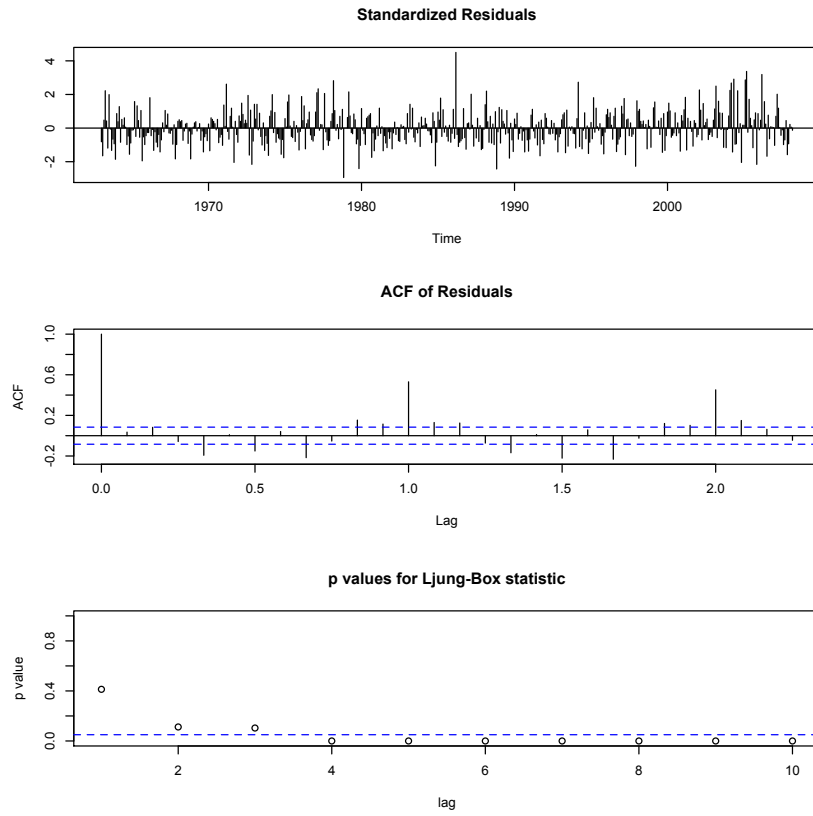 Standardized Residuals
4
2
0
-2
1970 1980 1990 2000
Time
ACF of Residuals
1.0
0.6
0.2
-0.2
ACF
0.0 0.5 1.0 1.5 2.0
Lag
p values for Ljung-Box statistic
0.8
0.4
0.0
p value
2 4 6 8 10
lag